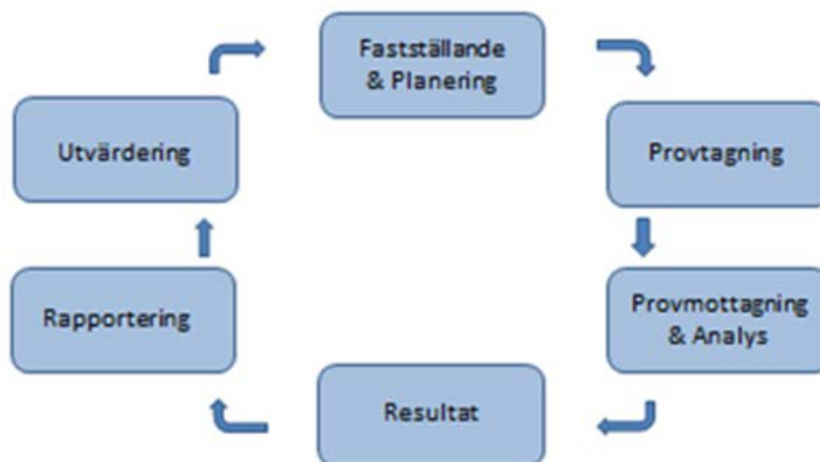 Fastställande
& Planering
Provtagning
Provmottagning
& Analys
Resultat
Rapportering
Utvärdering